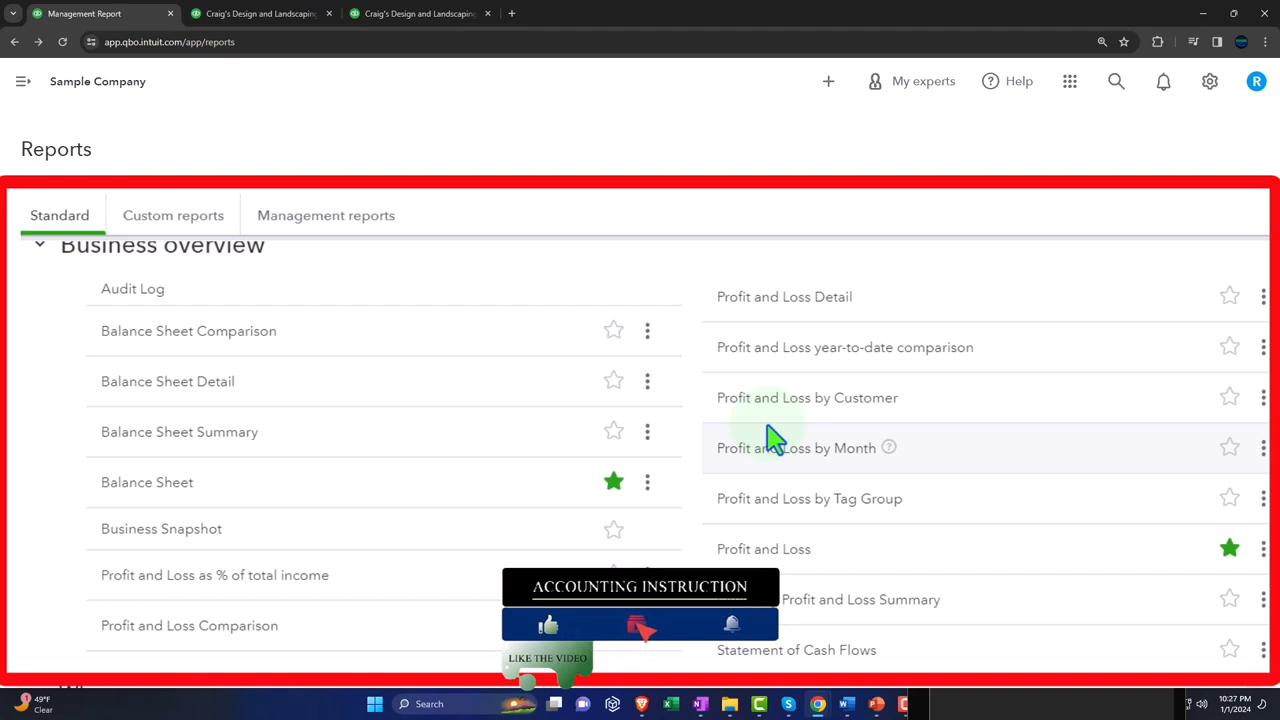 Management Report
Craig's Design and Landscaping
Craig's Design and Landscaping
app.qbo.intuit.com/app/reports
Sample Company
My experts
Help
R
Reports
Standard
Custom reports
Management reports
Business overview
Audit Log
Balance Sheet Comparison
Balance Sheet Detail
Balance Sheet Summary
Balance Sheet
Business Snapshot
Profit and Loss as % of total income
Profit and Loss Comparison
Profit and Loss Detail
Profit and Loss year-to-date comparison
Profit and Loss by Customer
Profit and Loss by Month
Profit and Loss by Tag Group
Profit and Loss
Profit and Loss Summary
Statement of Cash Flows
ACCOUNTING INSTRUCTION
LIKE THE VIDEO
49°F
Clear
Search
10:27 PM
1/1/2024